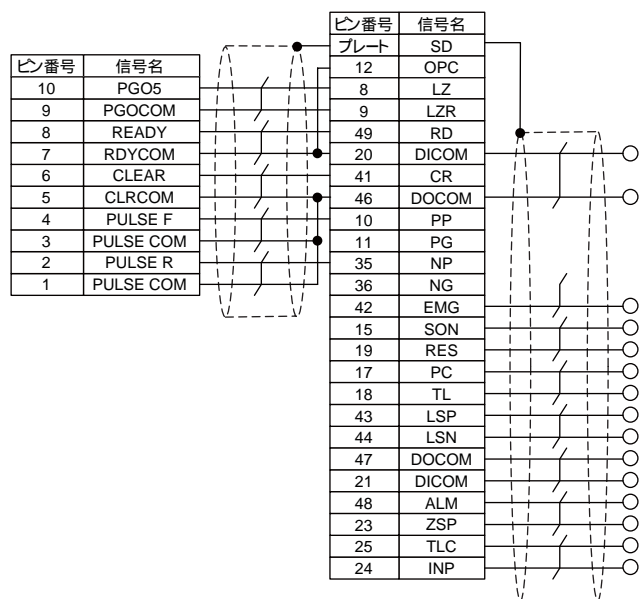 ピン番号 信号名
10 PGO5
9 PGOCOM
8 READY
7 RDYCOM
6 CLEAR
5 CLRCOM
4 PULSE F
3 PULSE COM
2 PULSE R
1 PULSE COM
ピン番号 信号名
プレート SD
12 OPC
8 LZ
9 LZR
49 RD
20 DICOM
41 CR
46 DOCOM
10 PP
11 PG
35 NP
36 NG
42 EMG
15 SON
19 RES
17 PC
18 TL
43 LSP
44 LSN
47 DOCOM
21 DICOM
48 ALM
23 ZSP
25 TLC
24 INP